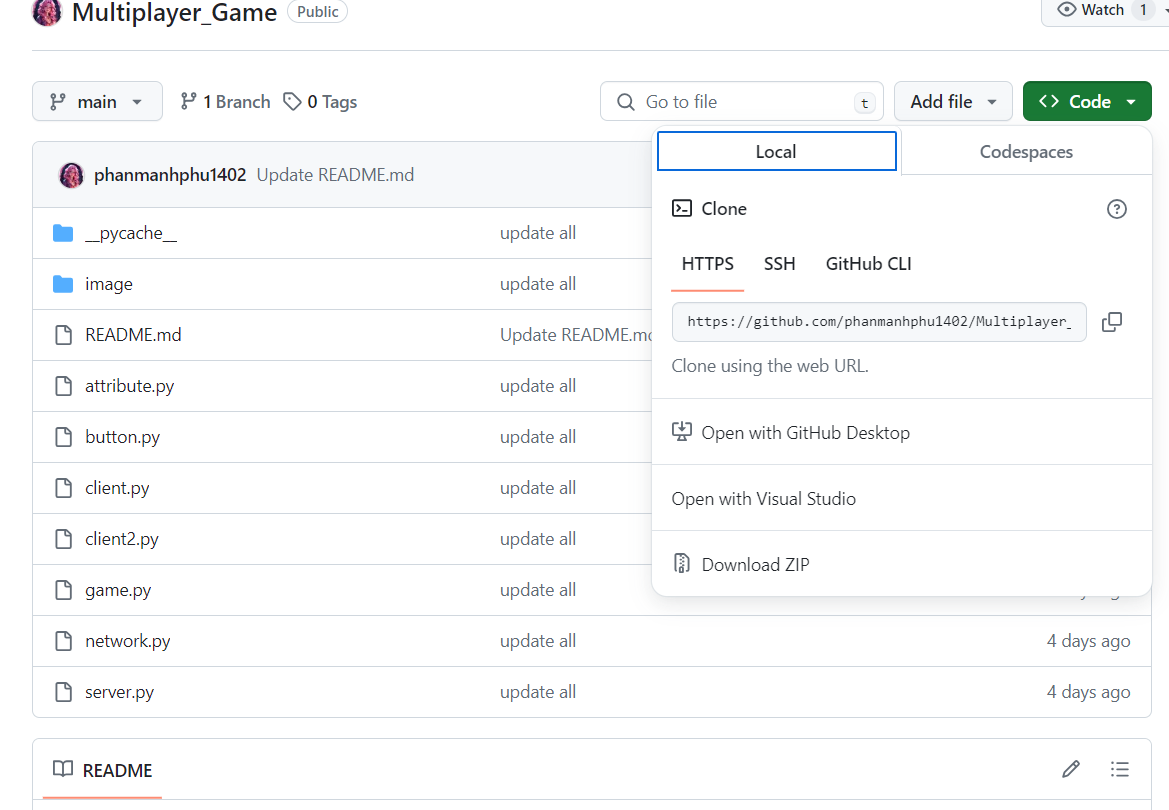 Multiplayer_Game Public
Watch 1
main 1 Branch 0 Tags
Go to file t
Add file
Code
phanmanhphu1402 Update README.md
Local Codespaces
Clone
HTTPS SSH GitHub CLI
https://github.com/phanmanhphu1402/Multiplayer_
Clone using the web URL.
Open with GitHub Desktop
Open with Visual Studio
Download ZIP
__pycache__ update all
image update all
README.md Update README.md
attribute.py update all
button.py update all
client.py update all
client2.py update all
game.py update all
network.py update all 4 days ago
server.py update all 4 days ago
README